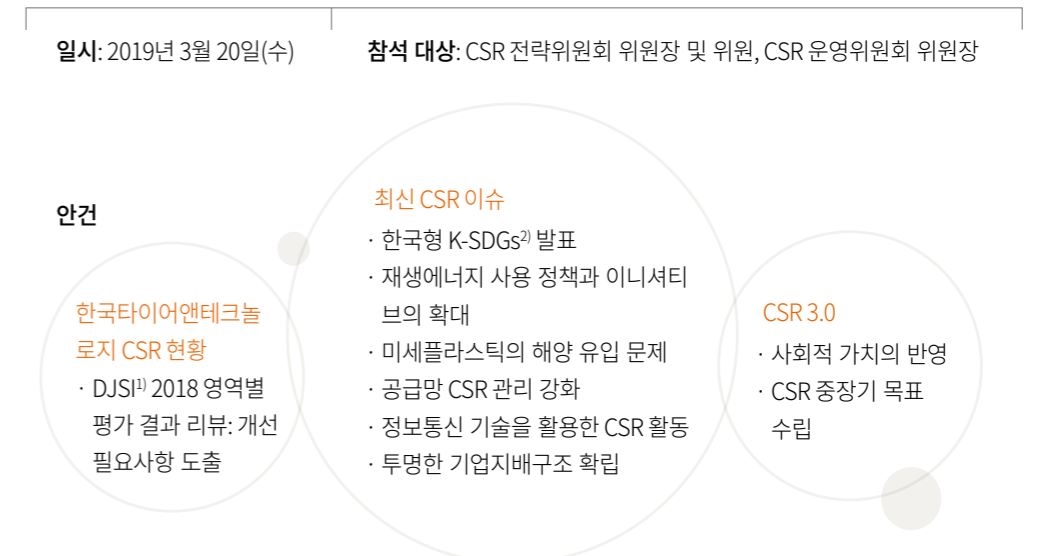 일시: 2019년 3월 20일(수)
참석 대상: CSR 전략위원회 위원장 및 위원, CSR 운영위원회 위원장
안건
한국타이어앤테크놀
로지 CSR 현황
· DJSI1) 2018 영역별
평가 결과 리뷰: 개선
필요사항 도출
최신 CSR 이슈
· 한국형 K-SDGs2) 발표
· 재생에너지 사용 정책과 이니셔티
브의 확대
· 미세플라스틱의 해양 유입 문제
· 공급망 CSR 관리 강화
· 정보통신 기술을 활용한 CSR 활동
· 투명한 기업지배구조 확립
CSR 3.0
· 사회적 가치의 반영
· CSR 중장기 목표
수립